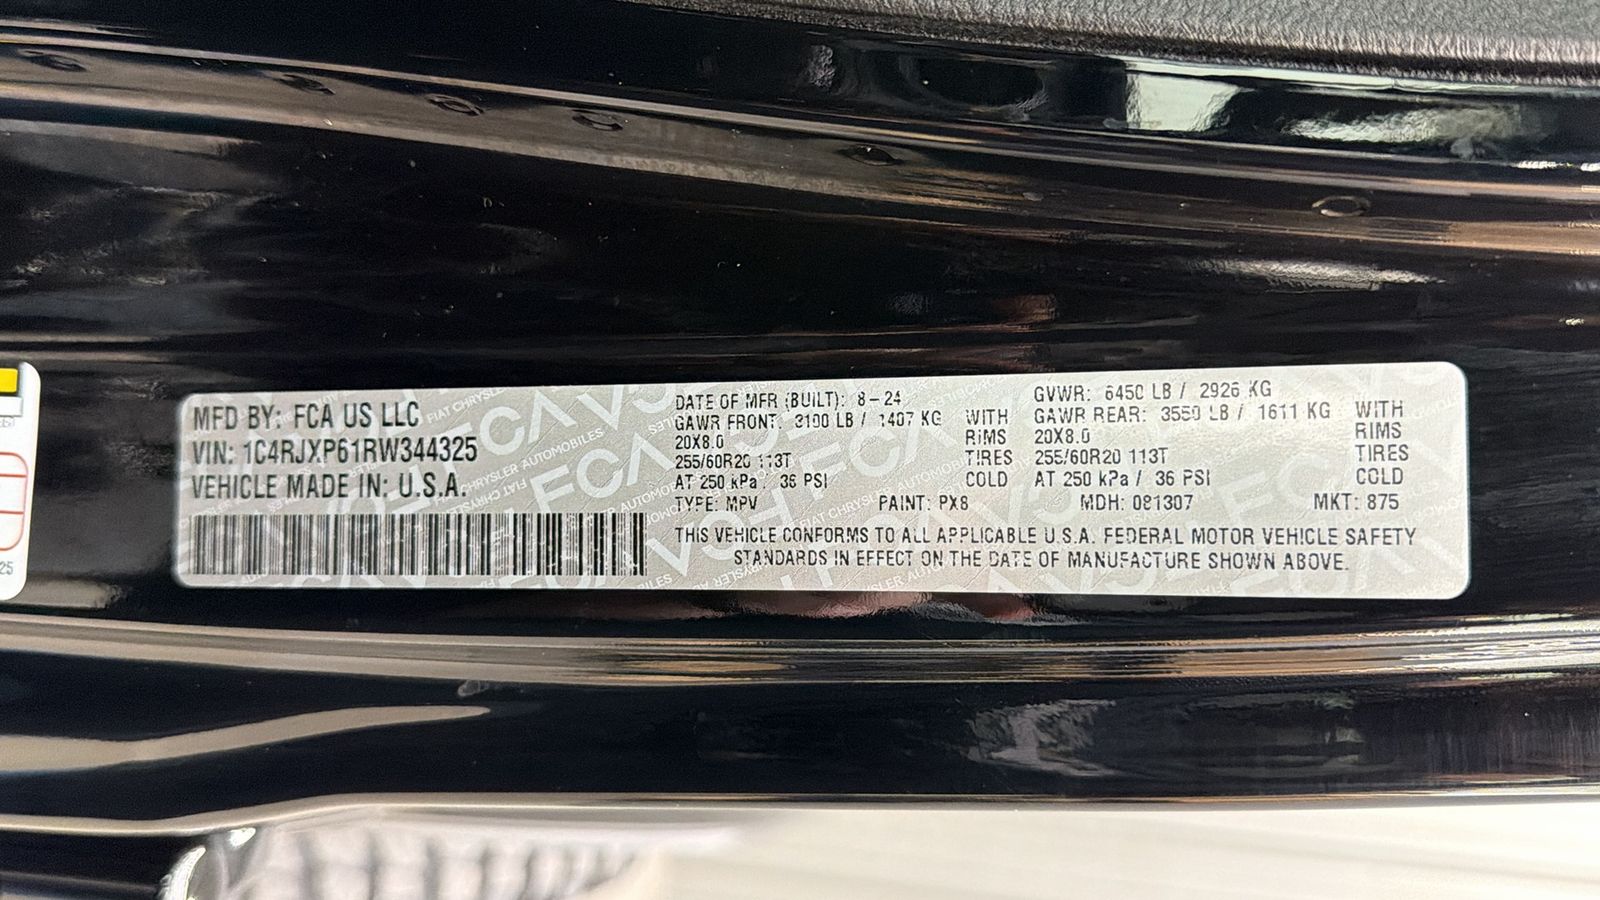 MFD BY: FCA US LLC
VIN: 1C4RJXP61RW344325
VEHICLE MADE IN: U.S.A.
DATE OF MFR (BUILT): 8-24
GAWR FRONT: 3100 LB / 1407 KG WITH
20X8.0 RIMS
255/60R20 113T TIRES
AT 250 kPa / 36 PSI COLD
GVWR: 6450 LB / 2926 KG
GAWR REAR: 3550 LB / 1611 KG WITH
20X8.0 RIMS
255/60R20 113T TIRES
AT 250 kPa / 36 PSI COLD
TYPE: MPV PAINT: PX8 MDH: 081307 MKT: 875
THIS VEHICLE CONFORMS TO ALL APPLICABLE U.S.A. FEDERAL MOTOR VEHICLE SAFETY
STANDARDS IN EFFECT ON THE DATE OF MANUFACTURE SHOWN ABOVE.
25